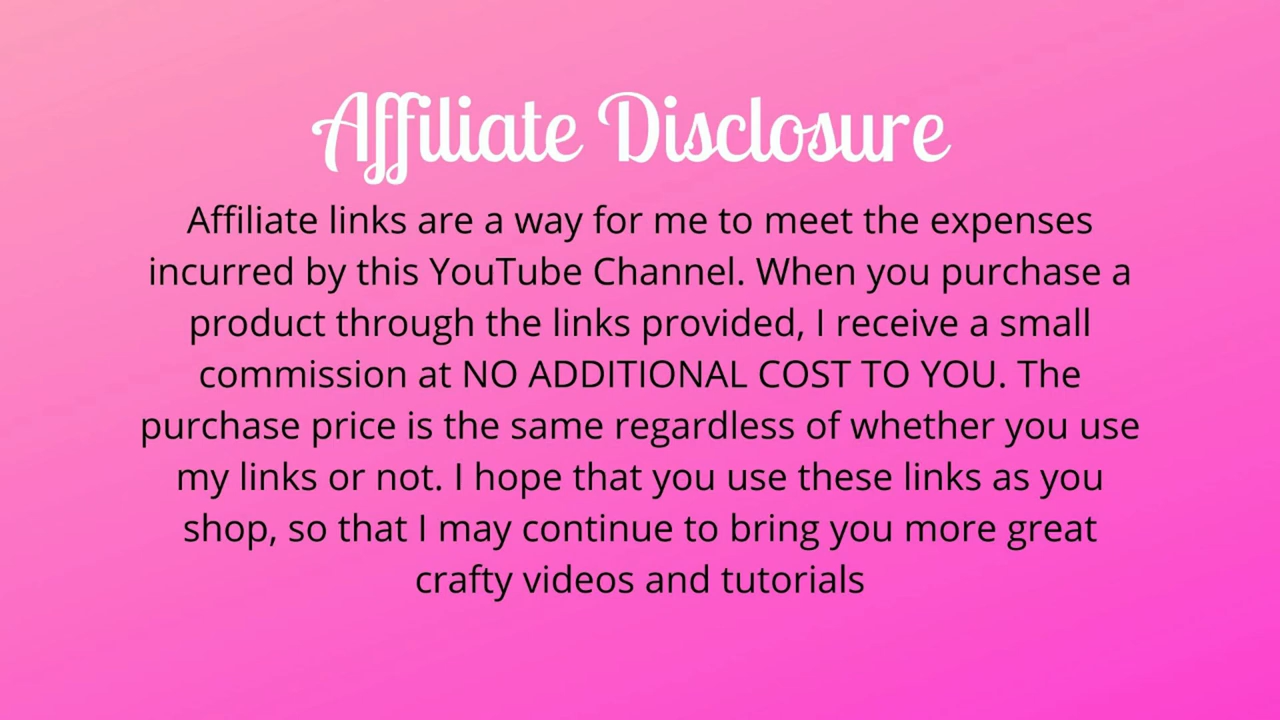 Affiliate Disclosure
Affiliate links are a way for me to meet the expenses
incurred by this YouTube Channel. When you purchase a
product through the links provided, I receive a small
commission at NO ADDITIONAL COST TO YOU. The
purchase price is the same regardless of whether you use
my links or not. I hope that you use these links as you
shop, so that I may continue to bring you more great
crafty videos and tutorials